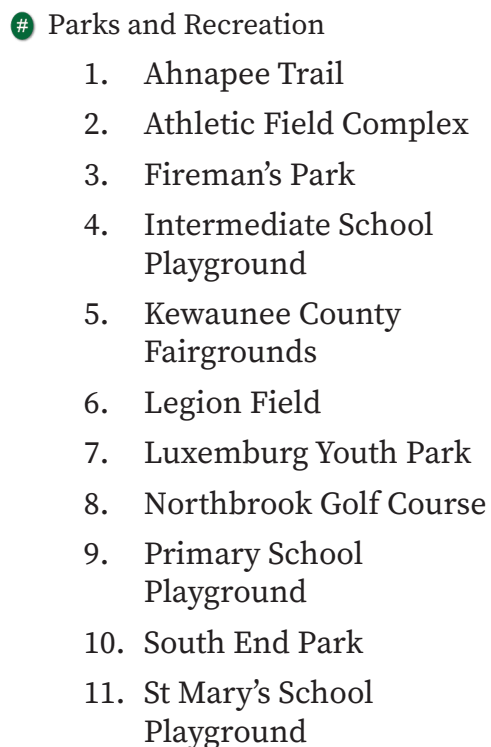 # Parks and Recreation
1. Ahnapee Trail
2. Athletic Field Complex
3. Fireman’s Park
4. Intermediate School
Playground
5. Kewaunee County
Fairgrounds
6. Legion Field
7. Luxemburg Youth Park
8. Northbrook Golf Course
9. Primary School
Playground
10. South End Park
11. St Mary’s School
Playground